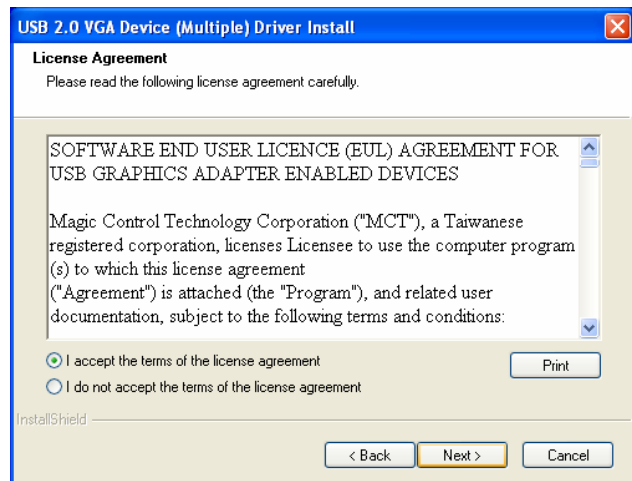 USB 2.0 VGA Device (Multiple) Driver Install
License Agreement
Please read the following license agreement carefully.
SOFTWARE END USER LICENCE (EUL) AGREEMENT FOR
USB GRAPHICS ADAPTER ENABLED DEVICES
Magic Control Technology Corporation ("MCT"), a Taiwanese
registered corporation, licenses Licensee to use the computer program
(s) to which this license agreement
("Agreement") is attached (the "Program"), and related user
documentation, subject to the following terms and conditions:
I accept the terms of the license agreement
Print
I do not accept the terms of the license agreement
InstallShield
< Back
Next >
Cancel